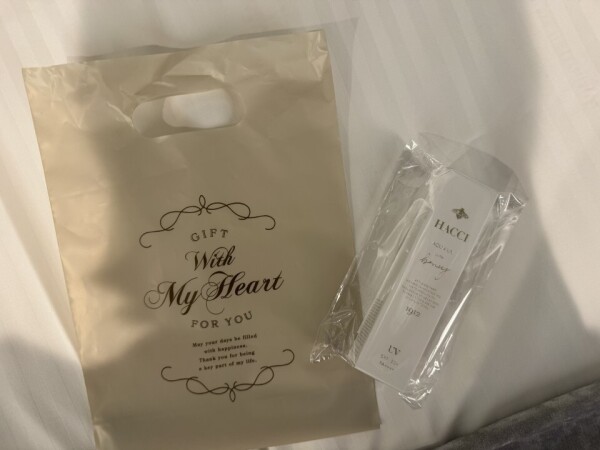 GIFT
With
My Heart
FOR YOU
May your days be filled
with happiness.
Thank you for being
a key part of my life.
HACCI
1912
UV